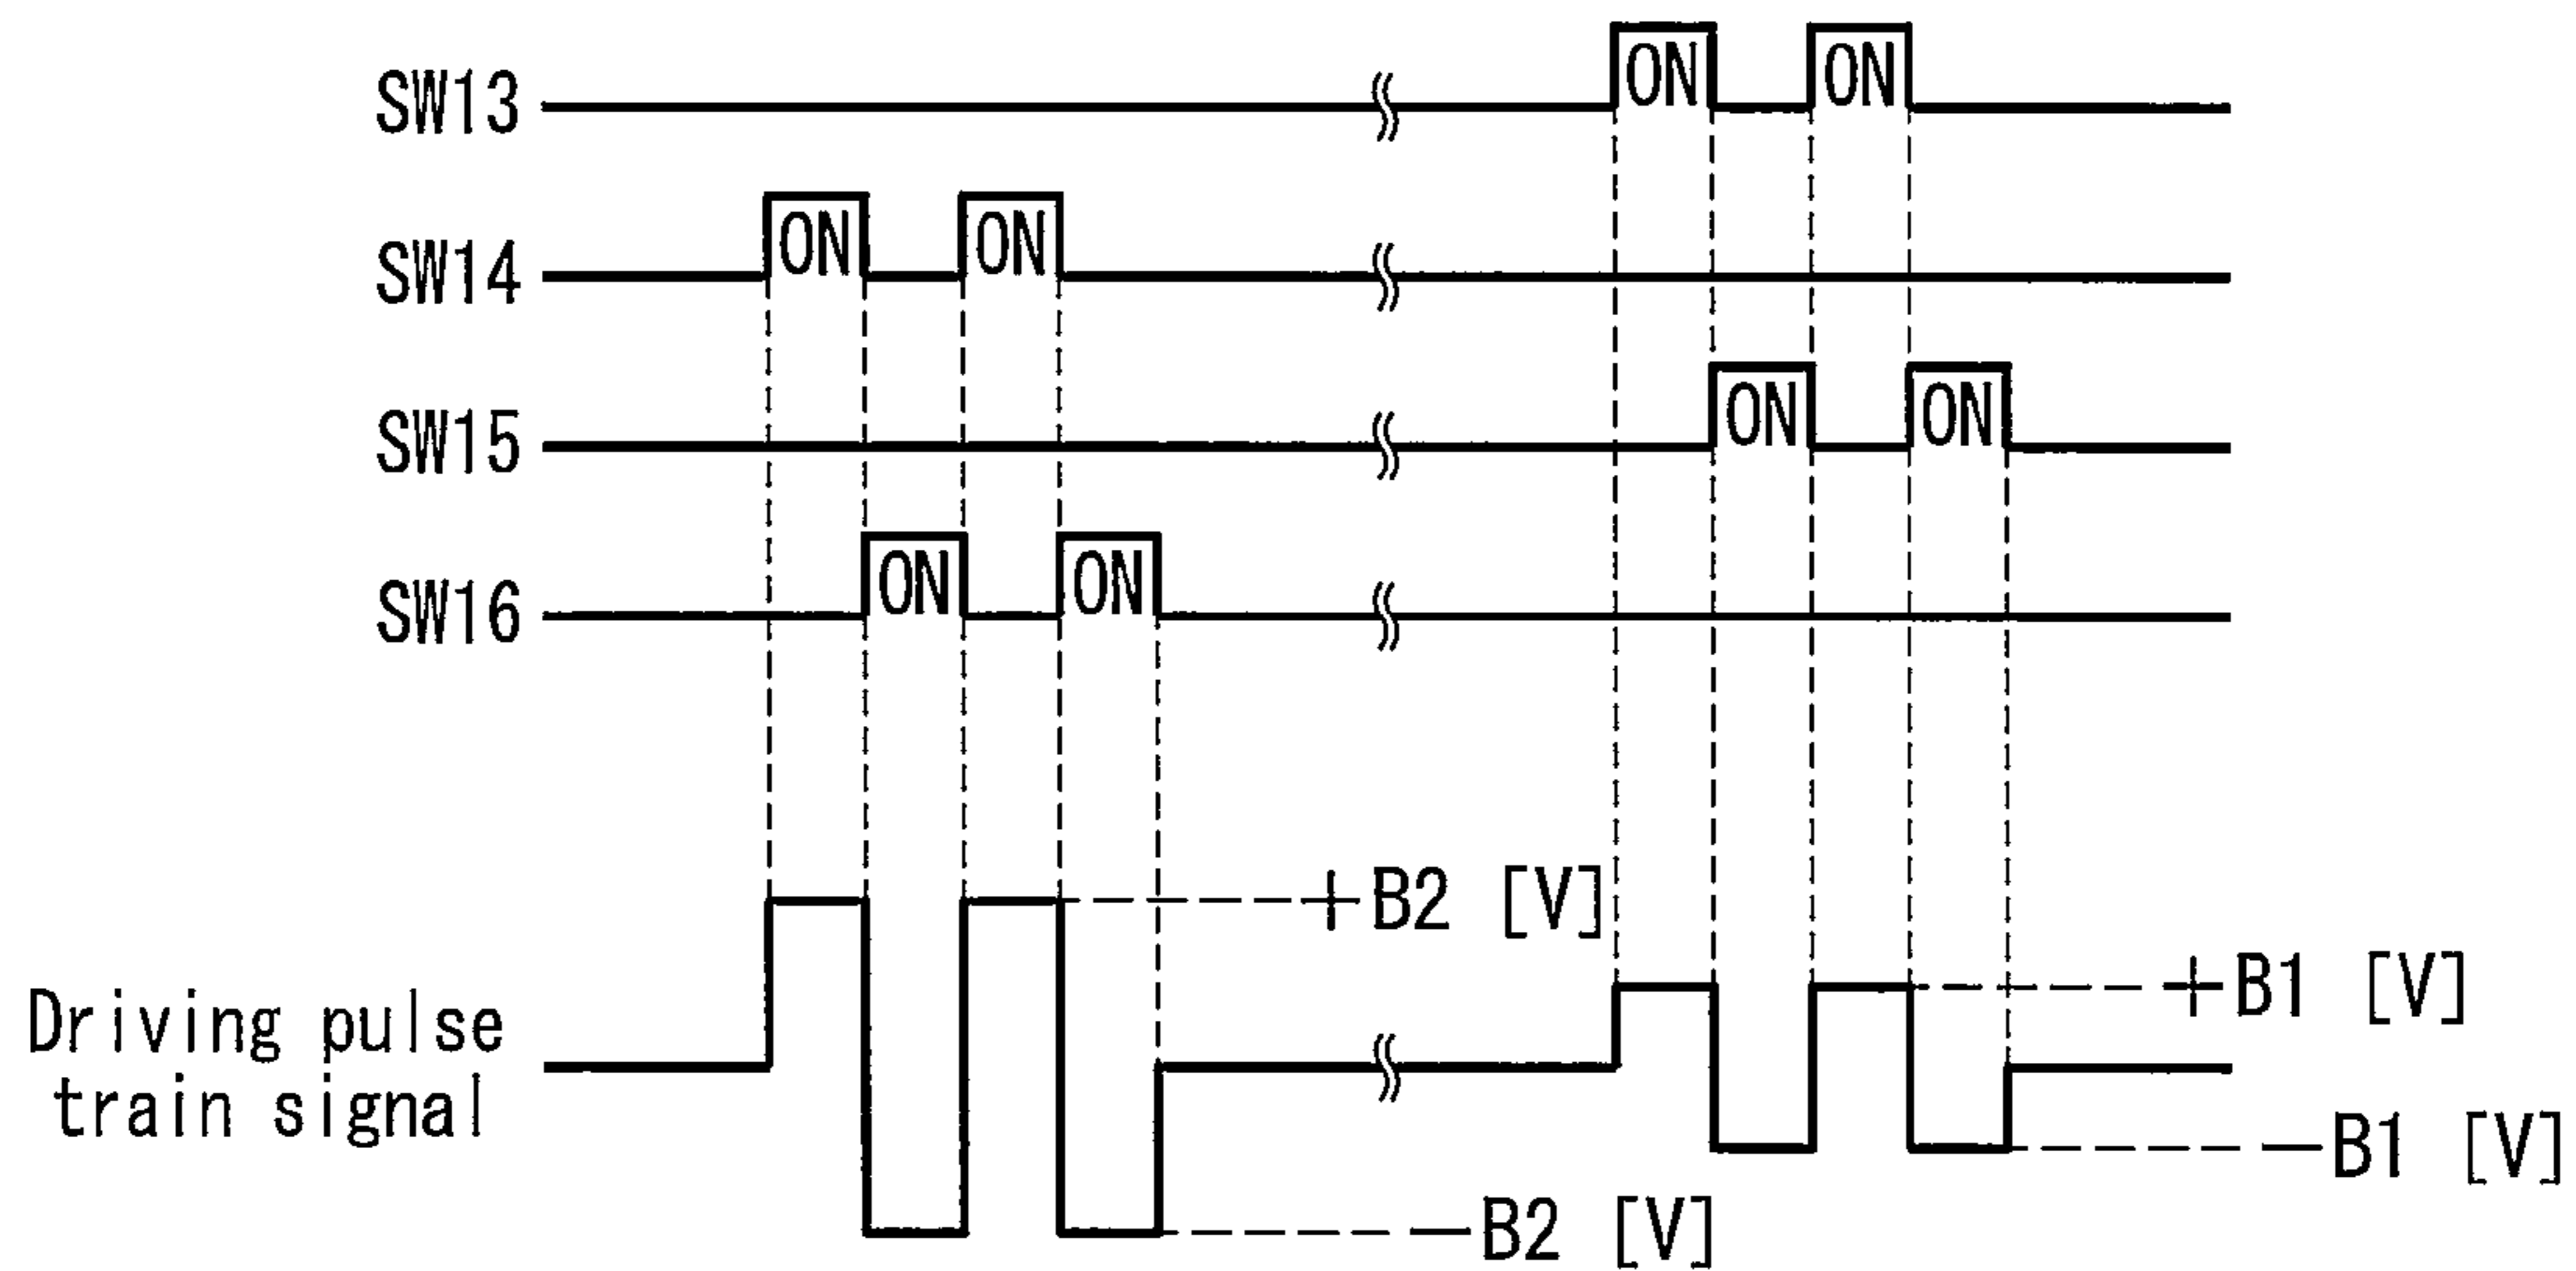 SW13
ON ON
SW14
ON ON
SW15
ON ON
SW16
ON ON
+B2 [V]
+B1 [V]
Driving pulse
train signal
−B1 [V]
−B2 [V]